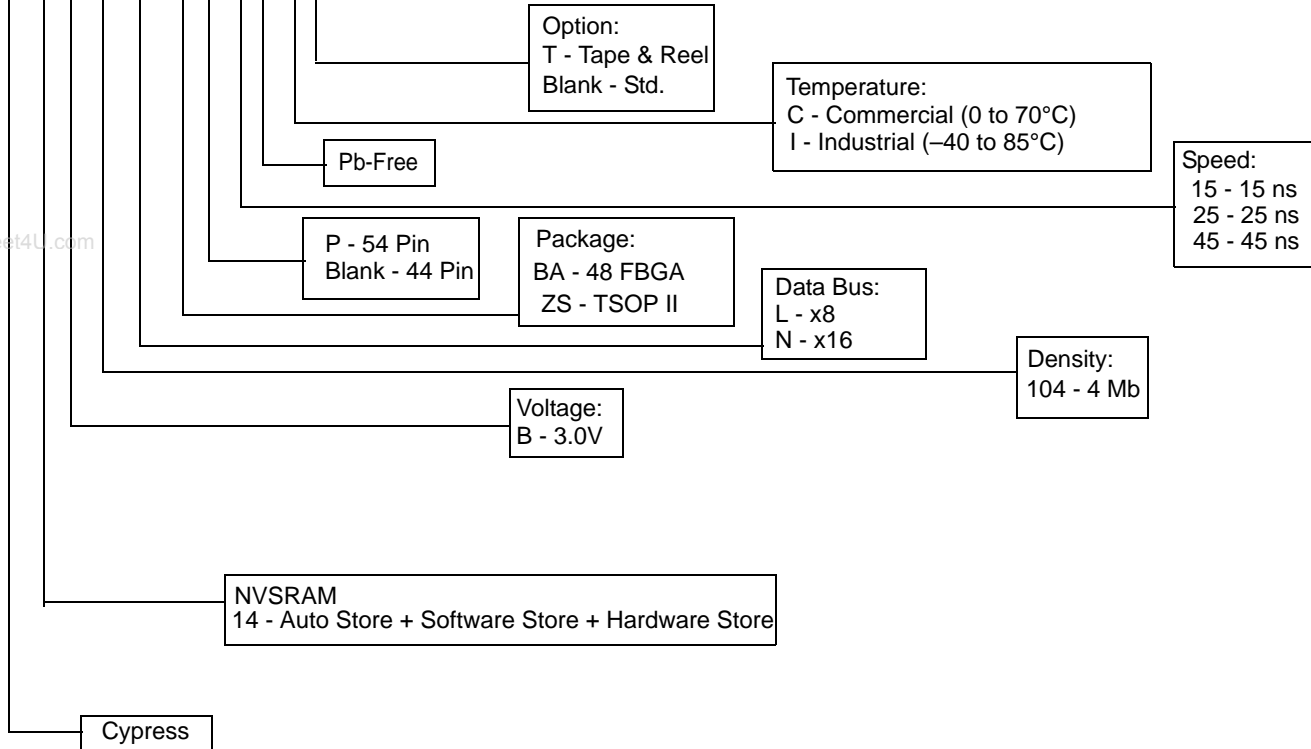 Option:
T - Tape & Reel
Blank - Std.
Temperature:
C - Commercial (0 to 70°C)
I - Industrial (–40 to 85°C)
Pb-Free
Speed:
15 - 15 ns
25 - 25 ns
45 - 45 ns
P - 54 Pin
Blank - 44 Pin
Package:
BA - 48 FBGA
ZS - TSOP II
et4U.com
Data Bus:
L - x8
N - x16
Density:
104 - 4 Mb
Voltage:
B - 3.0V
NVSRAM
14 - Auto Store + Software Store + Hardware Store
Cypress